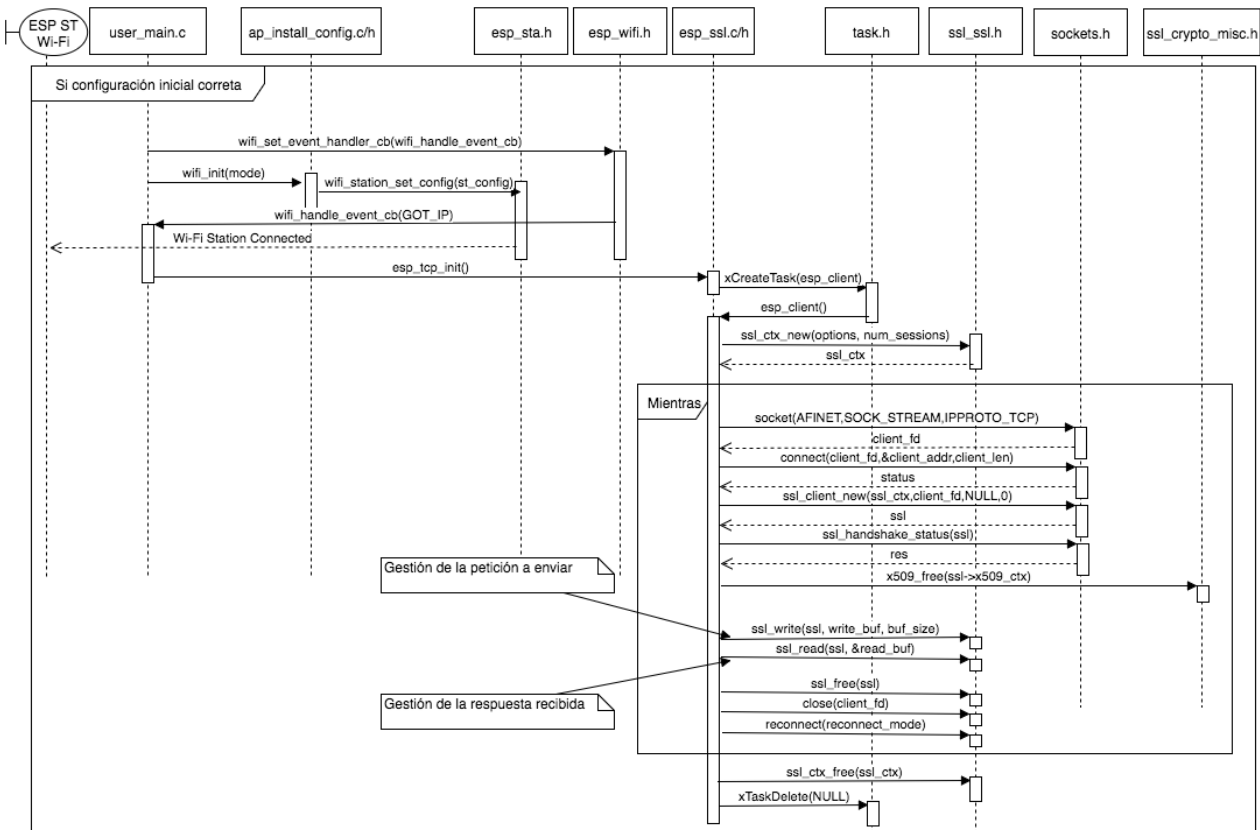 ESP ST
Wi-Fi
user_main.c
ap_install_config.c/h
esp_sta.h
esp_wifi.h
esp_ssl.c/h
task.h
ssl_ssl.h
sockets.h
ssl_crypto_misc.h
Si configuración inicial correta
wifi_set_event_handler_cb(wifi_handle_event_cb)
wifi_init(mode)
wifi_station_set_config(st_config)
wifi_handle_event_cb(GOT_IP)
Wi-Fi Station Connected
esp_tcp_init()
xCreateTask(esp_client)
esp_client()
ssl_ctx_new(options, num_sessions)
ssl_ctx
Mientras
socket(AFINET,SOCK_STREAM,IPPROTO_TCP)
client_fd
connect(client_fd,&client_addr,client_len)
status
ssl_client_new(ssl_ctx,client_fd,NULL,0)
ssl
ssl_handshake_status(ssl)
res
Gestión de la petición a enviar
x509_free(ssl->x509_ctx)
ssl_write(ssl, write_buf, buf_size)
ssl_read(ssl, &read_buf)
ssl_free(ssl)
Gestión de la respuesta recibida
close(client_fd)
reconnect(reconnect_mode)
ssl_ctx_free(ssl_ctx)
xTaskDelete(NULL)